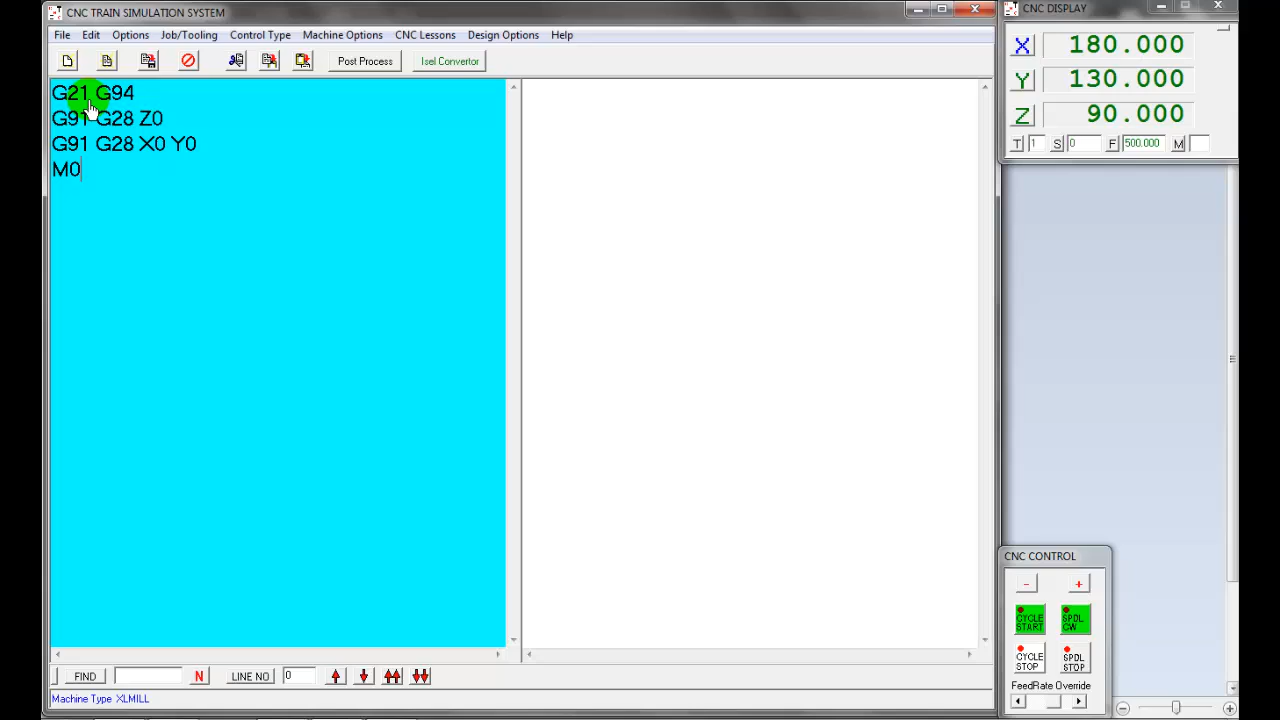 CNC TRAIN SIMULATION SYSTEM
CNC DISPLAY
File Edit Options Job/Tooling Control Type Machine Options CNC Lessons Design Options Help
Post Process Isel Convertor
X 180.000
Y 130.000
Z 90.000
T 1 S 0 F 500.000 M
G21 G94
G91 G28 Z0
G91 G28 X0 Y0
M0
CNC CONTROL
- +
CYCLE START SPDL CW
CYCLE STOP SPDL STOP
FeedRate Override
FIND N LINE NO 0
Machine Type XLMILL